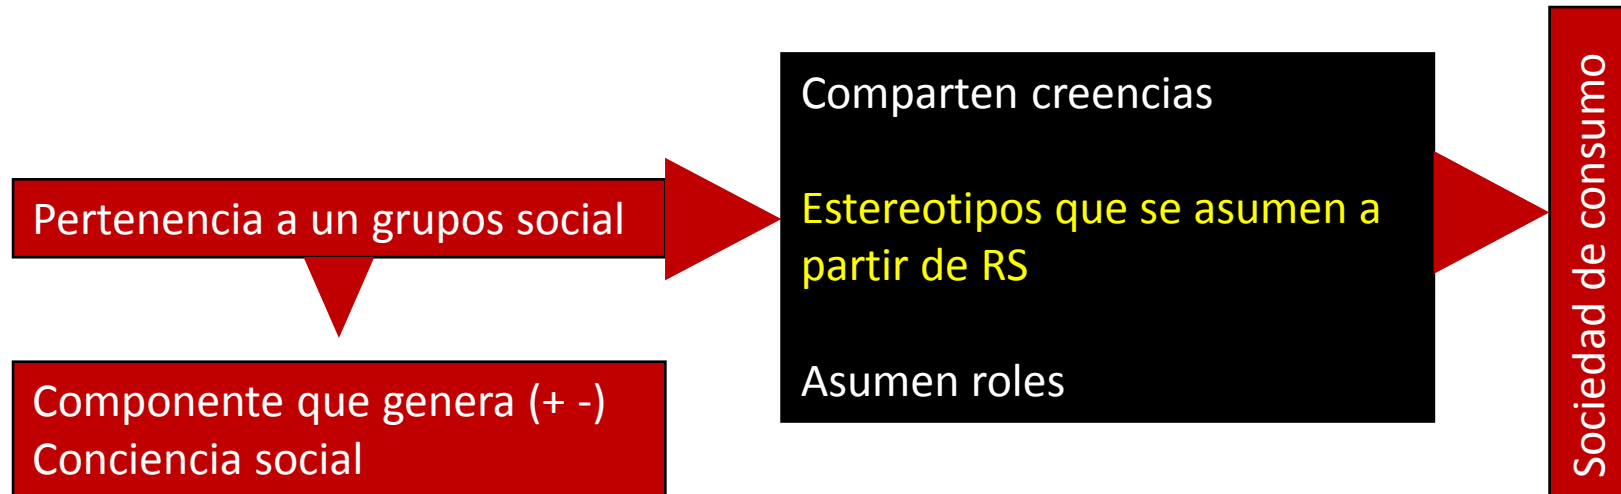 Pertenencia a un grupos social
Componente que genera (+ -)
Conciencia social
Comparten creencias
Estereotipos que se asumen a
partir de RS
Asumen roles
Sociedad de consumo